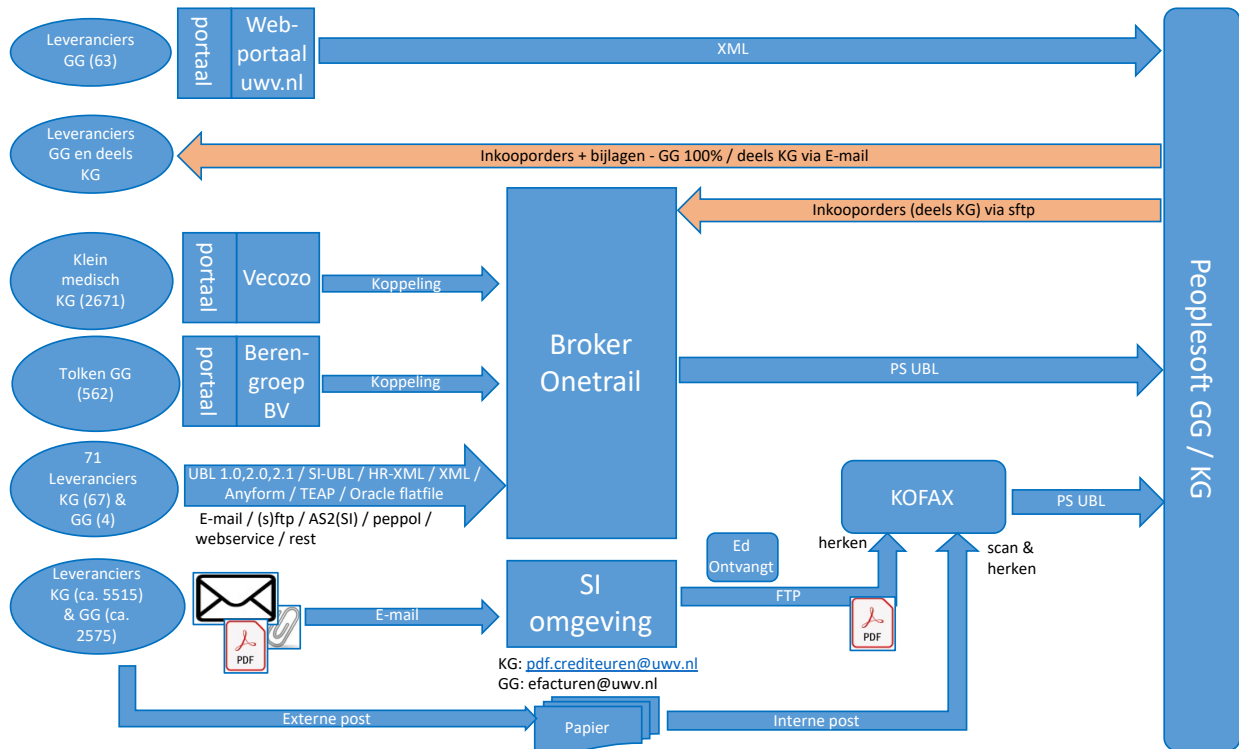 Leveranciers
GG (63)
portaal
Web-
portaal
uwv.nl
XML
Leveranciers
GG en deels
KG
Inkooporders + bijlagen - GG 100% / deels KG via E-mail
Inkooporders (deels KG) via sftp
Klein
medisch
KG (2671)
portaal
Vecozo
Koppeling
Tolken GG
(562)
portaal
Beren-
groep
BV
Koppeling
Broker
Onetrail
PS UBL
Peoplesoft GG / KG
71
Leveranciers
KG (67) &
GG (4)
UBL 1.0,2.0,2.1 / SI-UBL / HR-XML / XML /
Anyform / TEAP / Oracle flatfile
E-mail / (s)ftp / AS2(SI) / peppol /
webservice / rest
KOFAX
PS UBL
herken
scan &
herken
Leveranciers
KG (ca. 5515)
& GG (ca.
2575)
PDF
E-mail
SI
omgeving
Ed
Ontvangt
FTP
PDF
KG: pdf.crediteuren@uwv.nl
GG: efacturen@uwv.nl
Externe post
Papier
Interne post